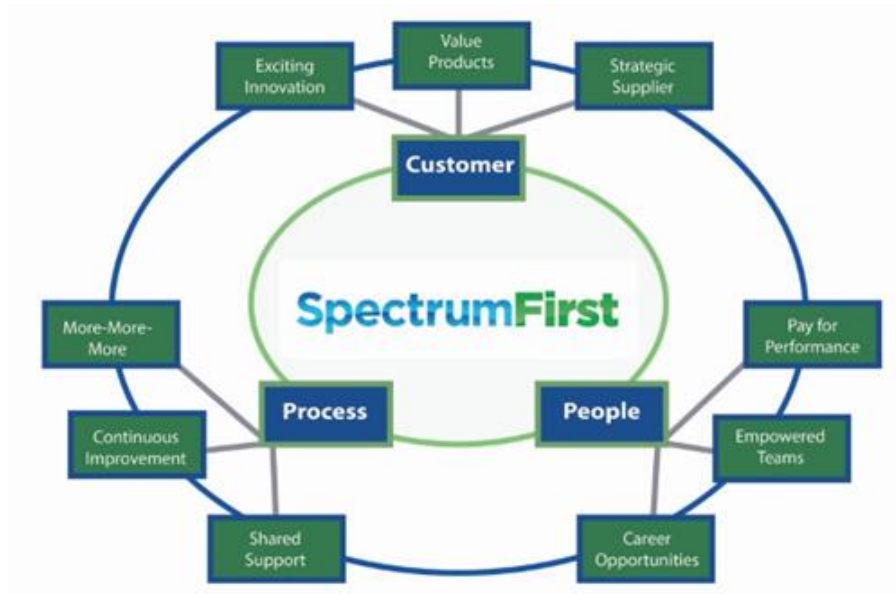 Value
Products
Exciting
Innovation
Strategic
Supplier
Customer
SpectrumFirst
More-More-
More
Pay for
Performance
Process
People
Continuous
Improvement
Empowered
Teams
Shared
Support
Career
Opportunities